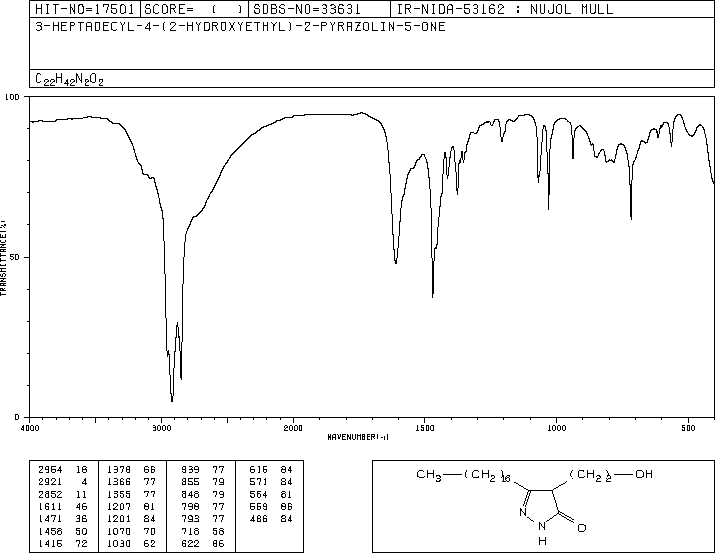 HIT-NO=17501 SCORE= ( ) SDBS-NO=33631 IR-NIDA-53162 : NUJOL MULL
3-HEPTADECYL-4-(2-HYDROXYETHYL)-2-PYRAZOLIN-5-ONE
C22H42N2O2
100
50
0
TRANSMITTANCE(%)
4000 3000 2000 1500 1000 500
WAVENUMBER(-1)
2954 18 1378 66 939 77 616 84
2921 4 1366 77 855 79 571 84
2852 11 1355 77 848 79 564 81
1611 46 1207 81 798 77 559 86
1471 36 1201 84 793 77 466 84
1458 50 1070 70 718 58
1415 72 1030 62 622 86
CH3 (CH2)16 (CH2)2 OH
N
N
H
O